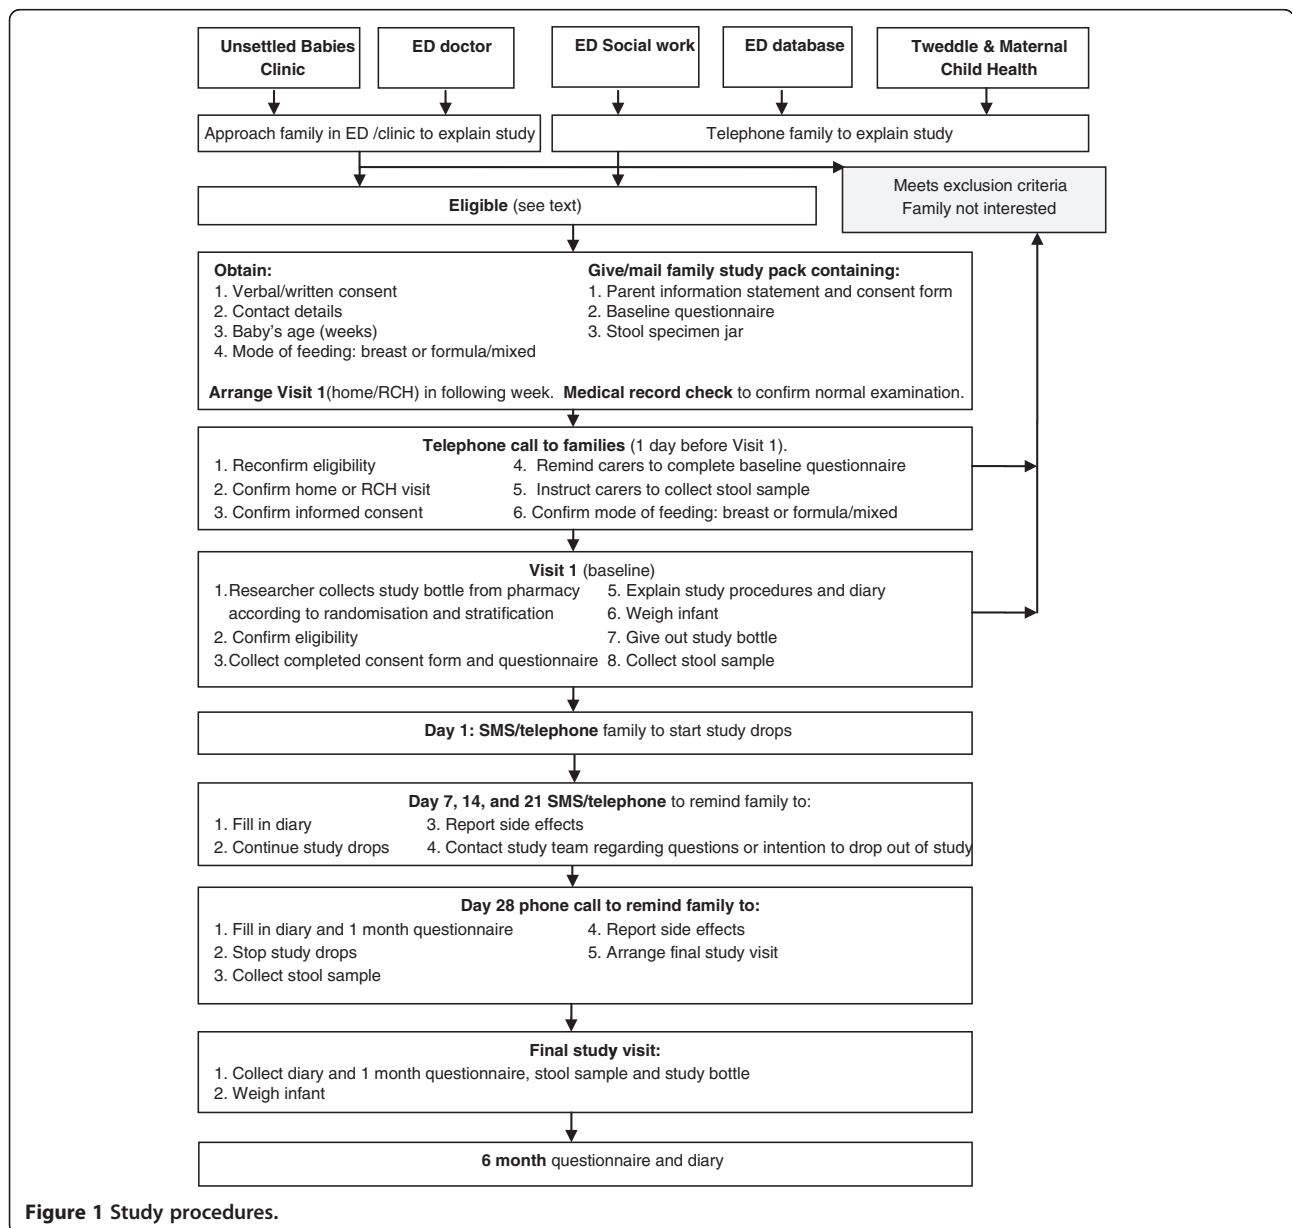 Unsettled Babies
Clinic
ED doctor
ED Social work
ED database
Tweddle & Maternal
Child Health
Approach family in ED /clinic to explain study
Telephone family to explain study
Meets exclusion criteria
Family not interested
Eligible (see text)
Obtain:
1. Verbal/written consent
2. Contact details
3. Baby's age (weeks)
4. Mode of feeding: breast or formula/mixed
Give/mail family study pack containing:
1. Parent information statement and consent form
2. Baseline questionnaire
3. Stool specimen jar
Arrange Visit 1(home/RCH) in following week. Medical record check to confirm normal examination.
Telephone call to families (1 day before Visit 1).
1. Reconfirm eligibility
2. Confirm home or RCH visit
3. Confirm informed consent
4. Remind carers to complete baseline questionnaire
5. Instruct carers to collect stool sample
6. Confirm mode of feeding: breast or formula/mixed
Visit 1 (baseline)
1.Researcher collects study bottle from pharmacy
according to randomisation and stratification
2. Confirm eligibility
3.Collect completed consent form and questionnaire
5. Explain study procedures and diary
6. Weigh infant
7. Give out study bottle
8. Collect stool sample
Day 1: SMS/telephone family to start study drops
Day 7, 14, and 21 SMS/telephone to remind family to:
1. Fill in diary
2. Continue study drops
3. Report side effects
4. Contact study team regarding questions or intention to drop out of study
Day 28 phone call to remind family to:
1. Fill in diary and 1 month questionnaire
2. Stop study drops
3. Collect stool sample
4. Report side effects
5. Arrange final study visit
Final study visit:
1. Collect diary and 1 month questionnaire, stool sample and study bottle
2. Weigh infant
6 month questionnaire and diary
Figure 1 Study procedures.